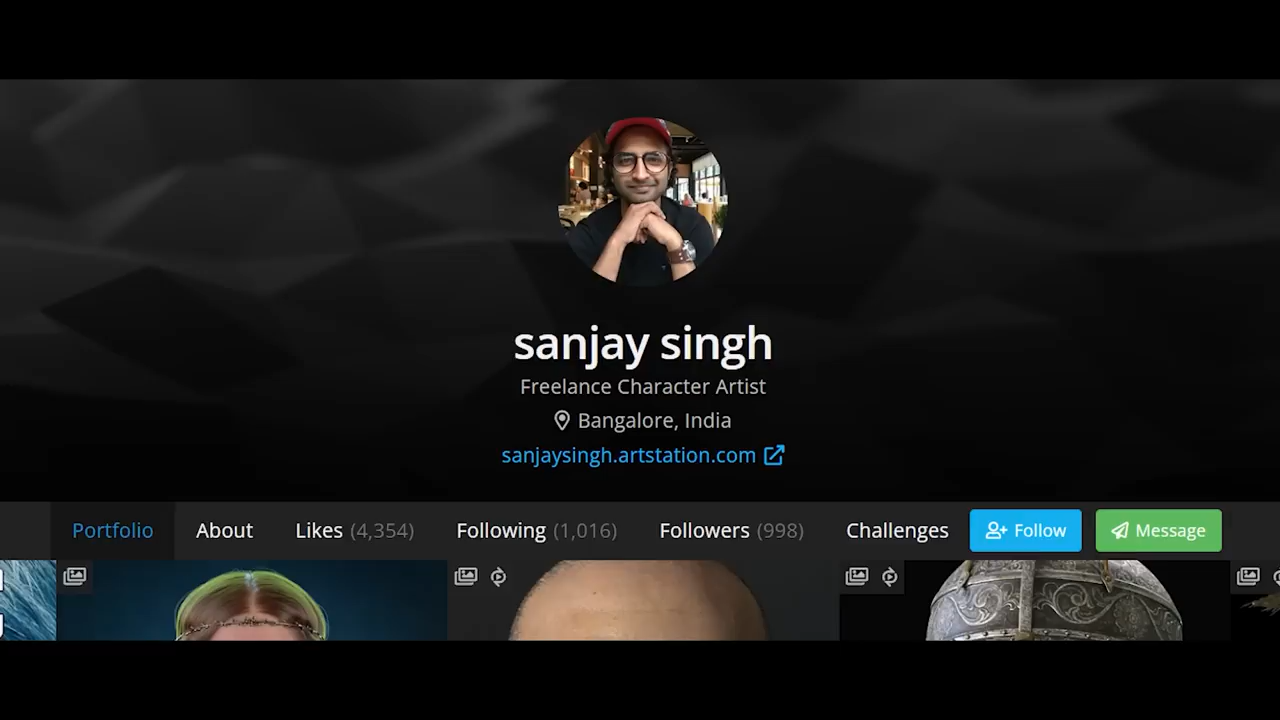 sanjay singh
Freelance Character Artist
Bangalore, India
sanjaysingh.artstation.com
Portfolio About Likes (4,354) Following (1,016) Followers (998) Challenges Follow Message